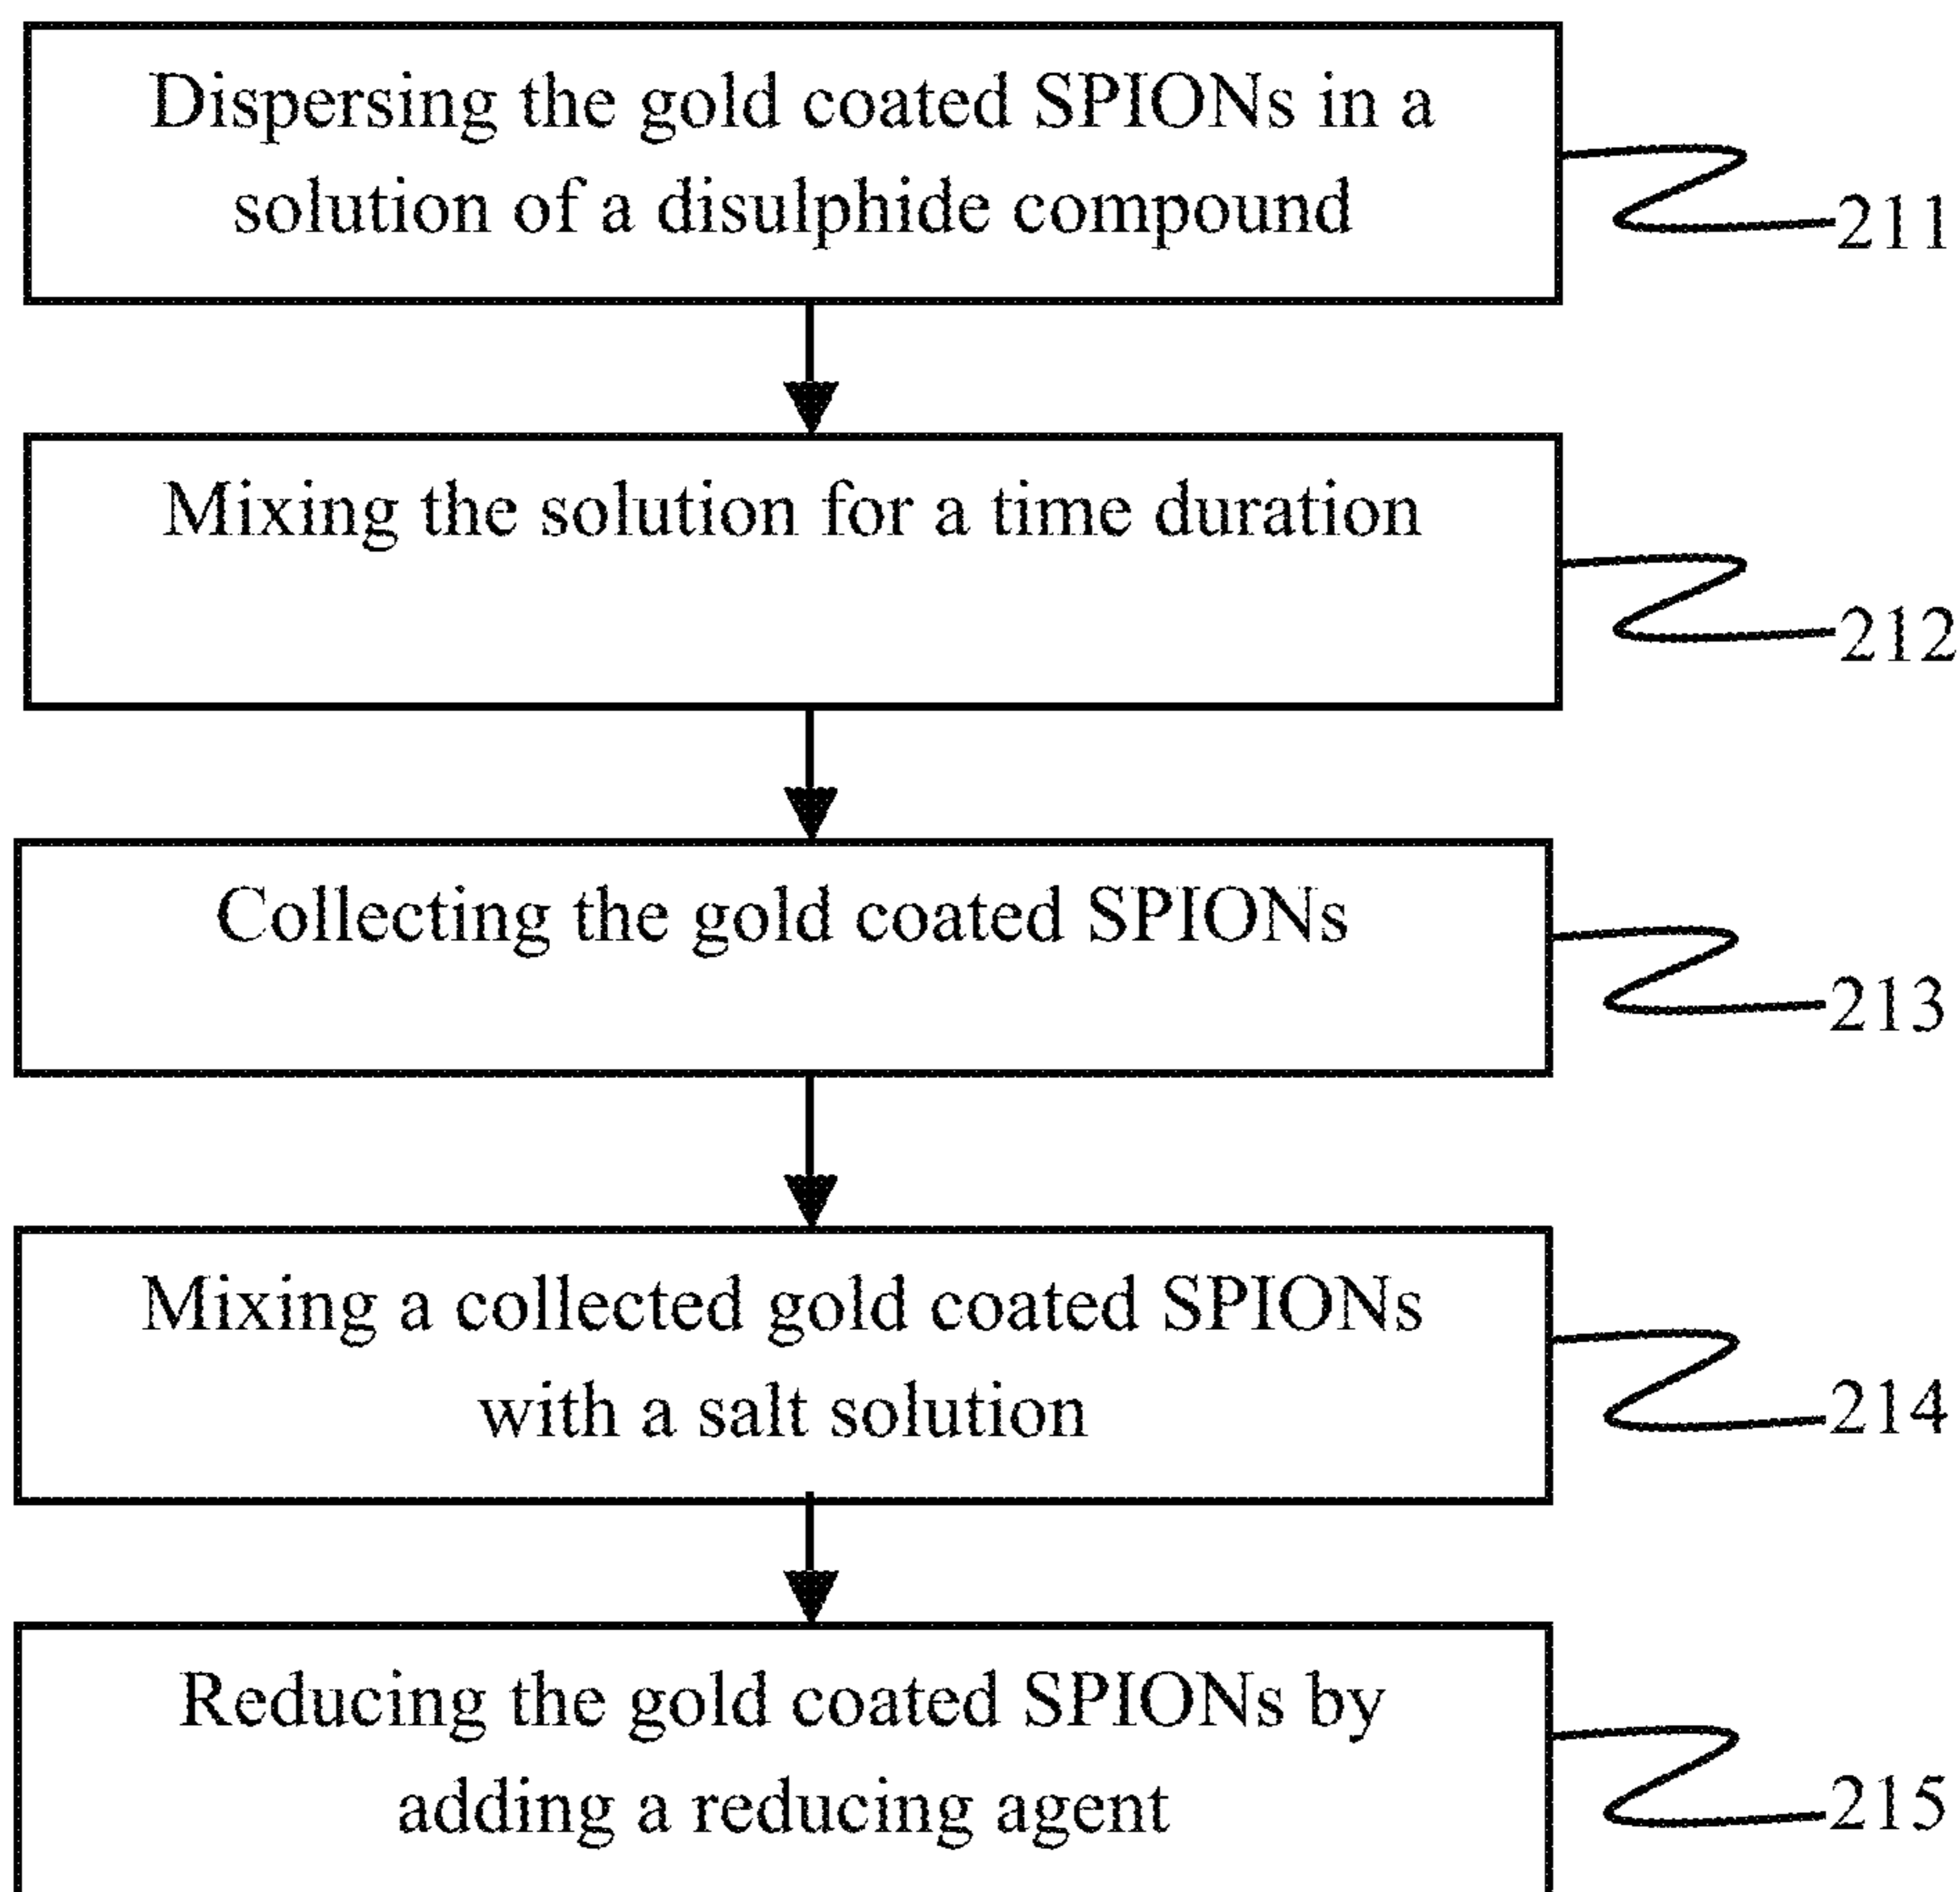 Dispersing the gold coated SPIONs in a
solution of a disulphide compound
211
Mixing the solution for a time duration
212
Collecting the gold coated SPIONs
213
Mixing a collected gold coated SPIONs
with a salt solution
214
Reducing the gold coated SPIONs by
adding a reducing agent
215